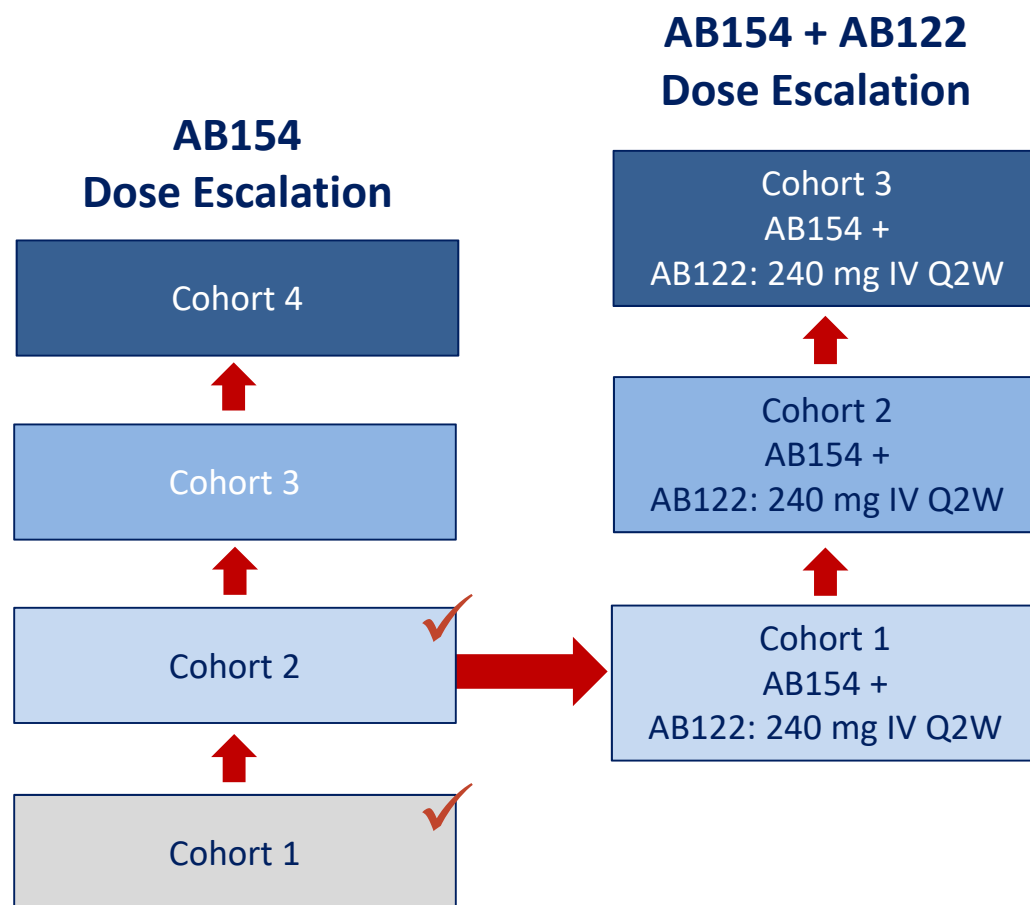 AB154
Dose Escalation
Cohort 4
Cohort 3
Cohort 2
Cohort 1
AB154 + AB122
Dose Escalation
Cohort 3
AB154 +
AB122: 240 mg IV Q2W
Cohort 2
AB154 +
AB122: 240 mg IV Q2W
Cohort 1
AB154 +
AB122: 240 mg IV Q2W